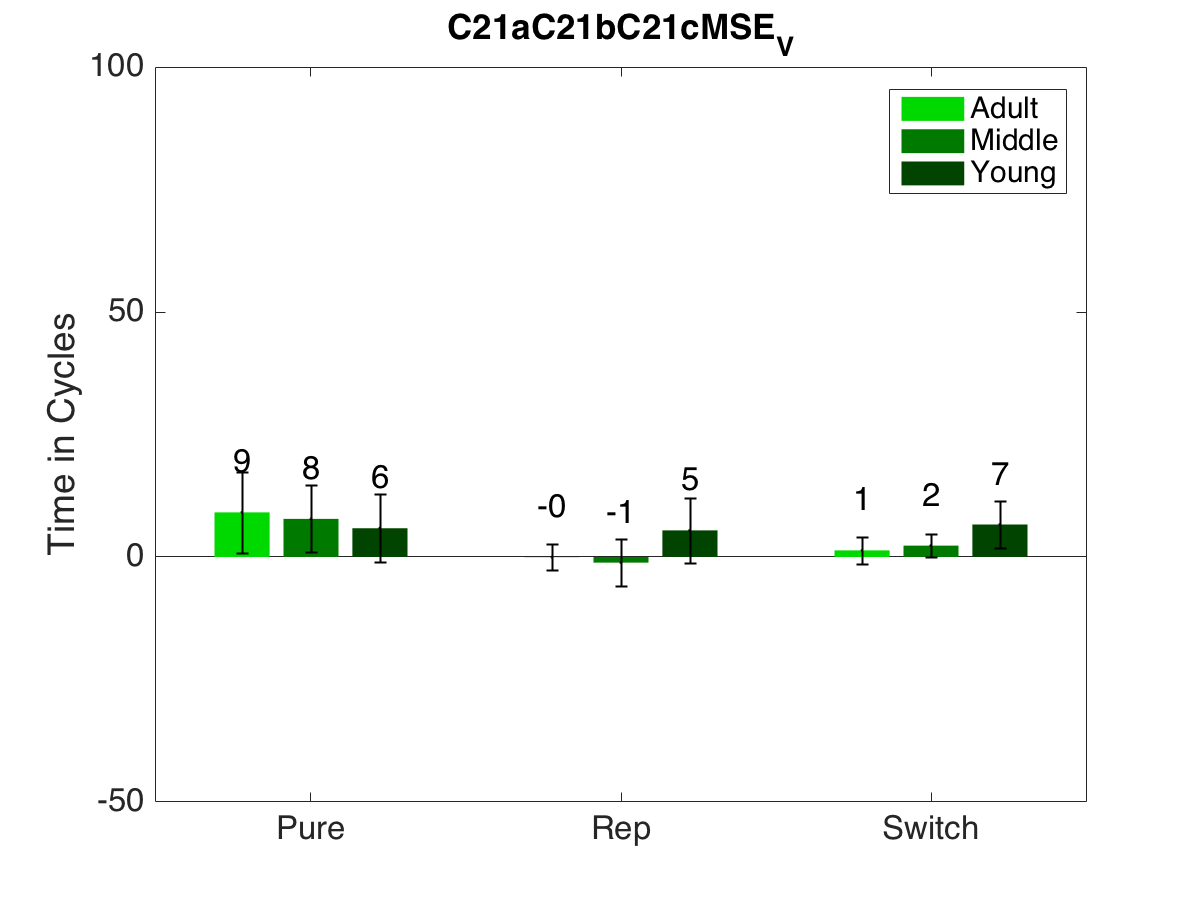 C21aC21bC21cMSE_V
100
50
0
-50
Time in Cycles
Adult
Middle
Young
9
8
6
-0
-1
5
1
2
7
Pure
Rep
Switch